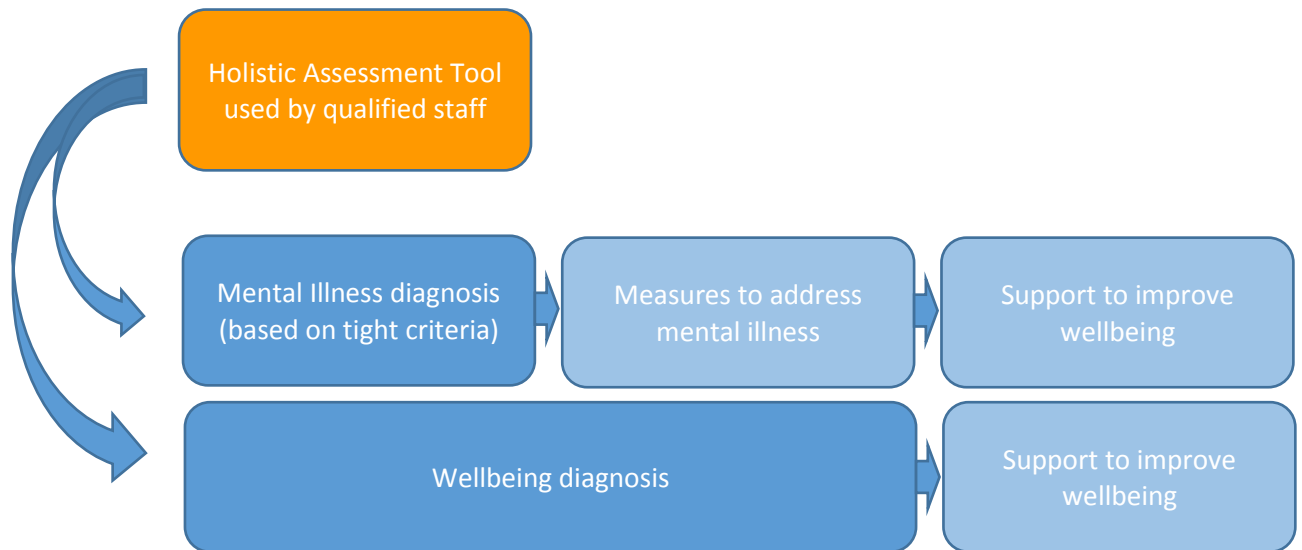 Holistic Assessment Tool
used by qualified staff
Mental Illness diagnosis
(based on tight criteria)
Measures to address
mental illness
Support to improve
wellbeing
Wellbeing diagnosis
Support to improve
wellbeing